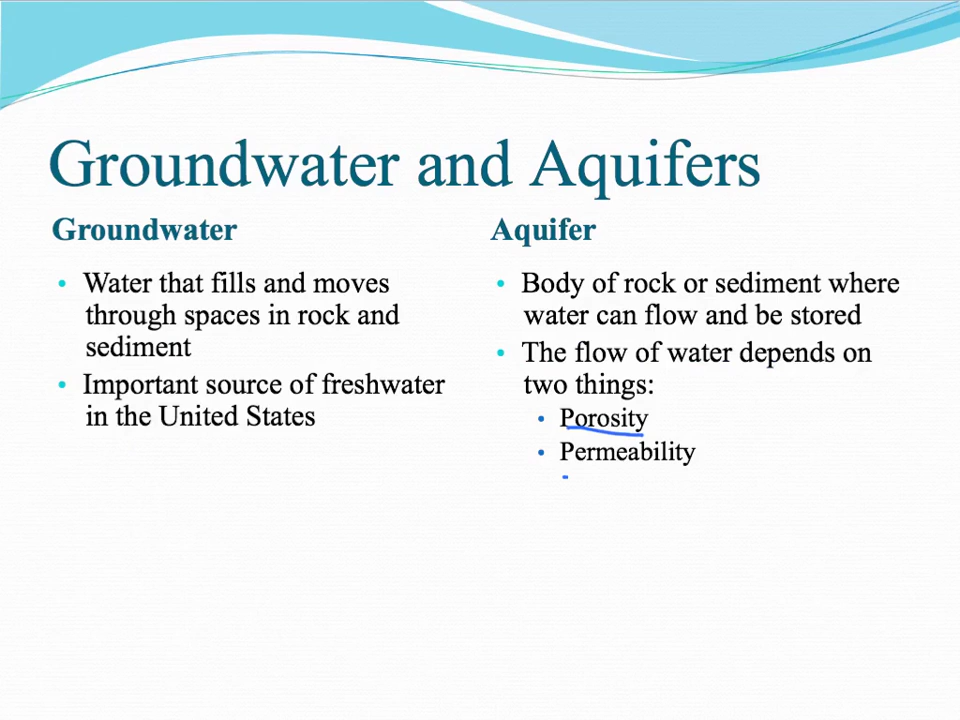 Groundwater and Aquifers
Groundwater
• Water that fills and moves
through spaces in rock and
sediment
• Important source of freshwater
in the United States
Aquifer
• Body of rock or sediment where
water can flow and be stored
• The flow of water depends on
two things:
• Porosity
• Permeability